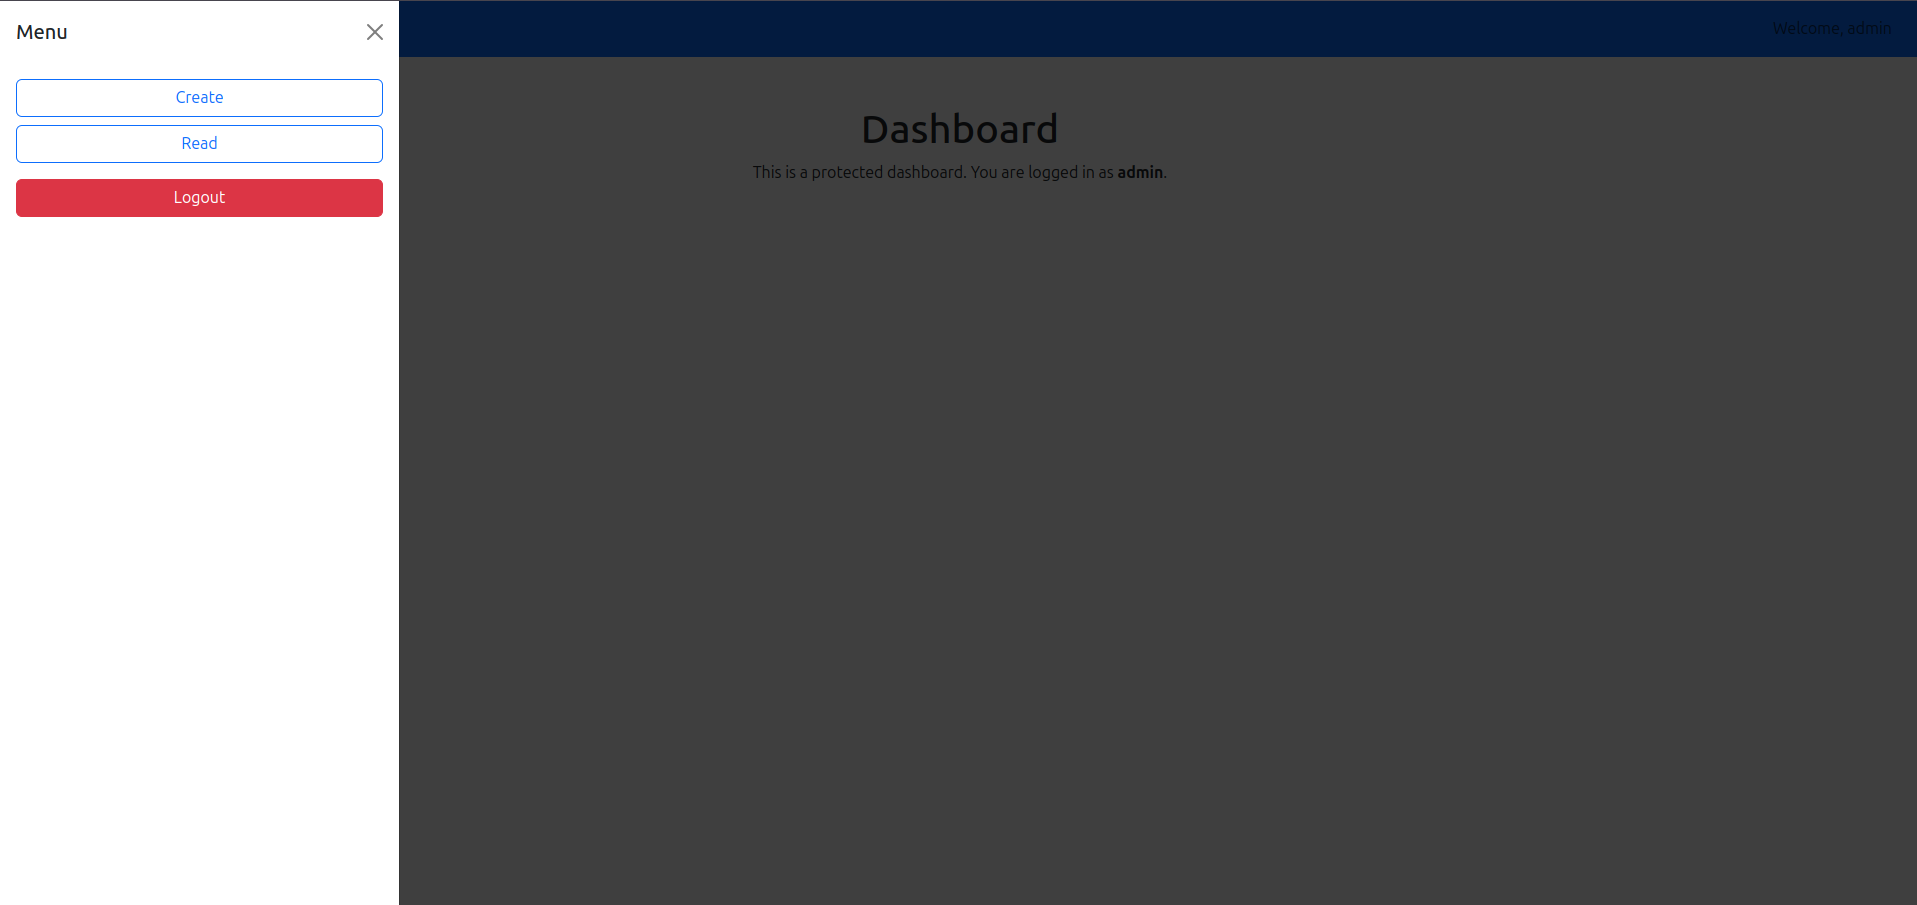 Menu
Welcome, admin
Create
Read
Logout
Dashboard
This is a protected dashboard. You are logged in as admin.